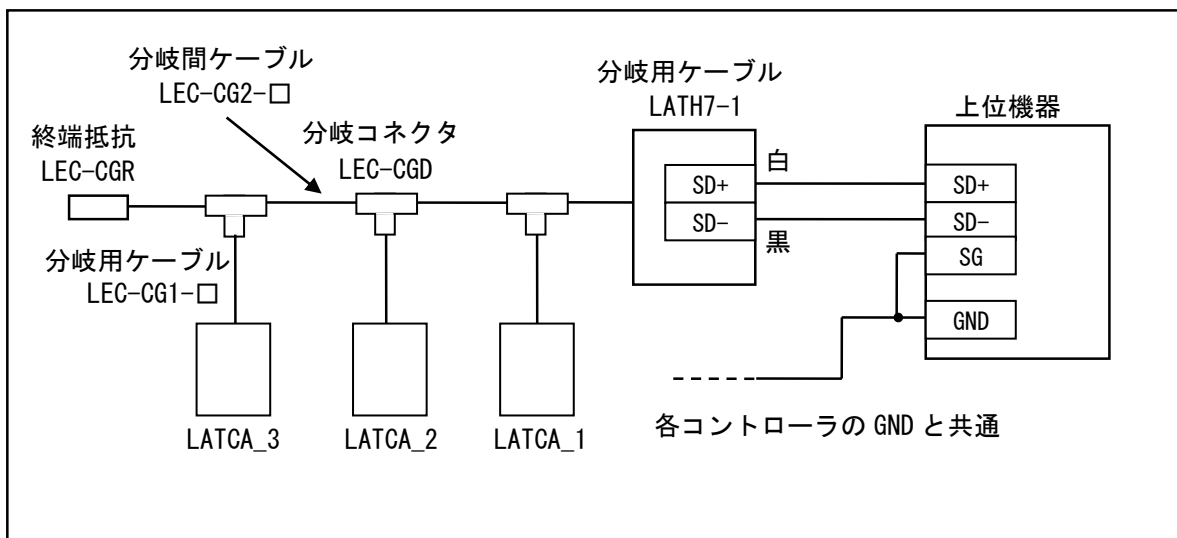 分岐間ケーブル
LEC-CG2-□
分岐用ケーブル
LATH7-1
上位機器
終端抵抗
LEC-CGR
分岐コネクタ
LEC-CGD
白
SD+
SD+
SD-
SD-
黒
SG
分岐用ケーブル
LEC-CG1-□
GND
各コントローラの GND と共通
LATCA_3
LATCA_2
LATCA_1